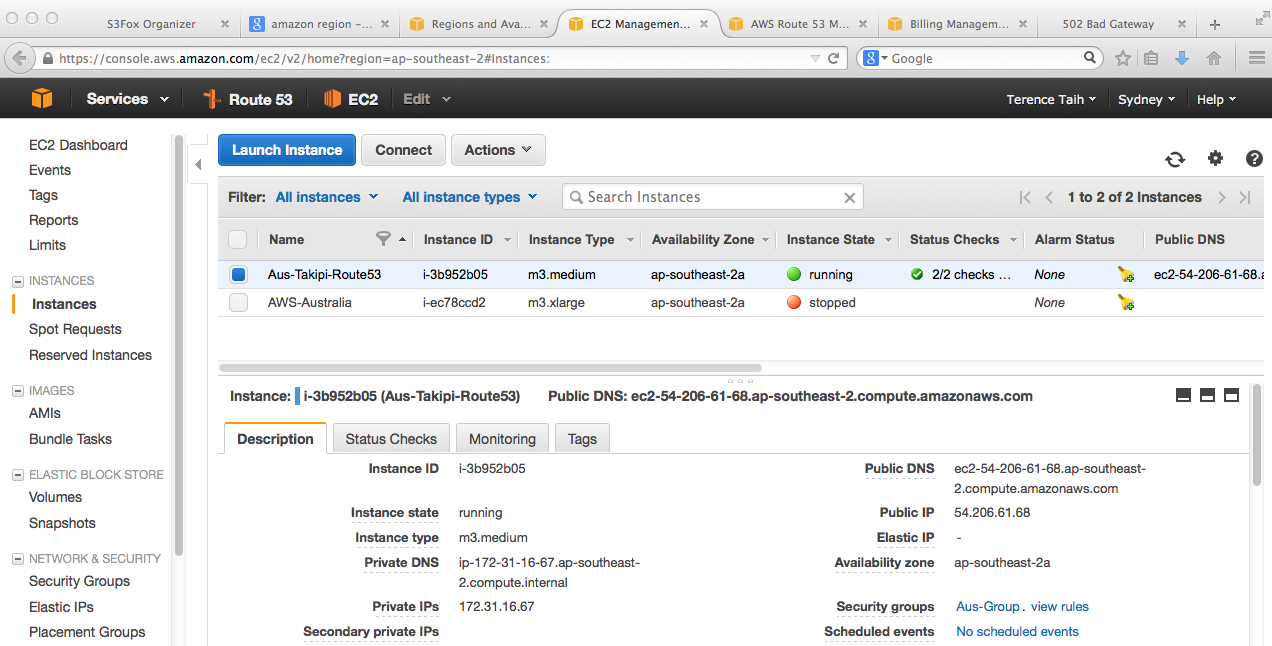 S3Fox Organizer
amazon region -...
Regions and Ava...
EC2 Managemen...
AWS Route 53 M...
Billing Managem...
502 Bad Gateway
https://console.aws.amazon.com/ec2/v2/home?region=ap-southeast-2#Instances:
Google
Services
Route 53
EC2
Edit
Terence Taih
Sydney
Help
EC2 Dashboard
Events
Tags
Reports
Limits
INSTANCES
Instances
Spot Requests
Reserved Instances
IMAGES
AMIs
Bundle Tasks
ELASTIC BLOCK STORE
Volumes
Snapshots
NETWORK & SECURITY
Security Groups
Elastic IPs
Placement Groups
Launch Instance
Connect
Actions
Filter: All instances All instance types Search Instances 1 to 2 of 2 Instances
Name Instance ID Instance Type Availability Zone Instance State Status Checks Alarm Status Public DNS
Aus-Takipi-Route53 i-3b952b05 m3.medium ap-southeast-2a running 2/2 checks ... None ec2-54-206-61-68.a
AWS-Australia i-ec78ccd2 m3.xlarge ap-southeast-2a stopped None
Instance: i-3b952b05 (Aus-Takipi-Route53) Public DNS: ec2-54-206-61-68.ap-southeast-2.compute.amazonaws.com
Description Status Checks Monitoring Tags
Instance ID i-3b952b05
Instance state running
Instance type m3.medium
Private DNS ip-172-31-16-67.ap-southeast-
2.compute.internal
Private IPs 172.31.16.67
Secondary private IPs
Public DNS ec2-54-206-61-68.ap-southeast-
2.compute.amazonaws.com
Public IP 54.206.61.68
Elastic IP -
Availability zone ap-southeast-2a
Security groups Aus-Group. view rules
Scheduled events No scheduled events